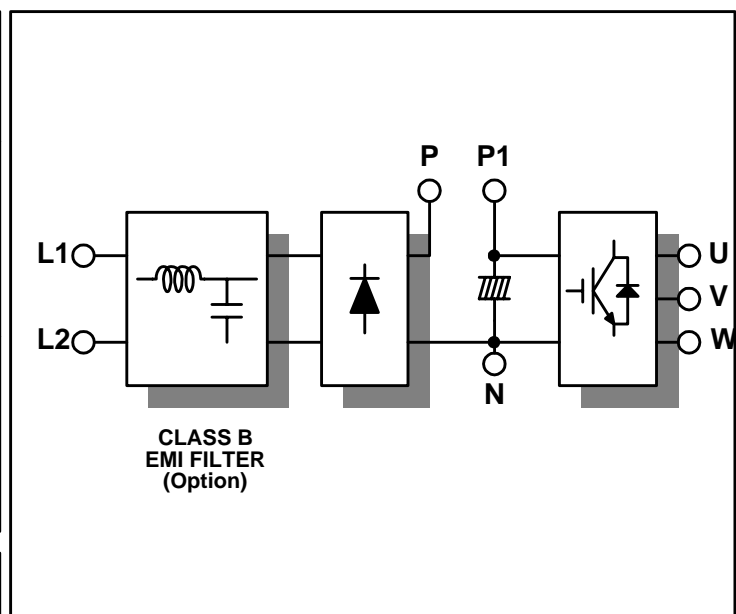 P P1
L1 U
V
L2 W
N
CLASS B
EMI FILTER
(Option)